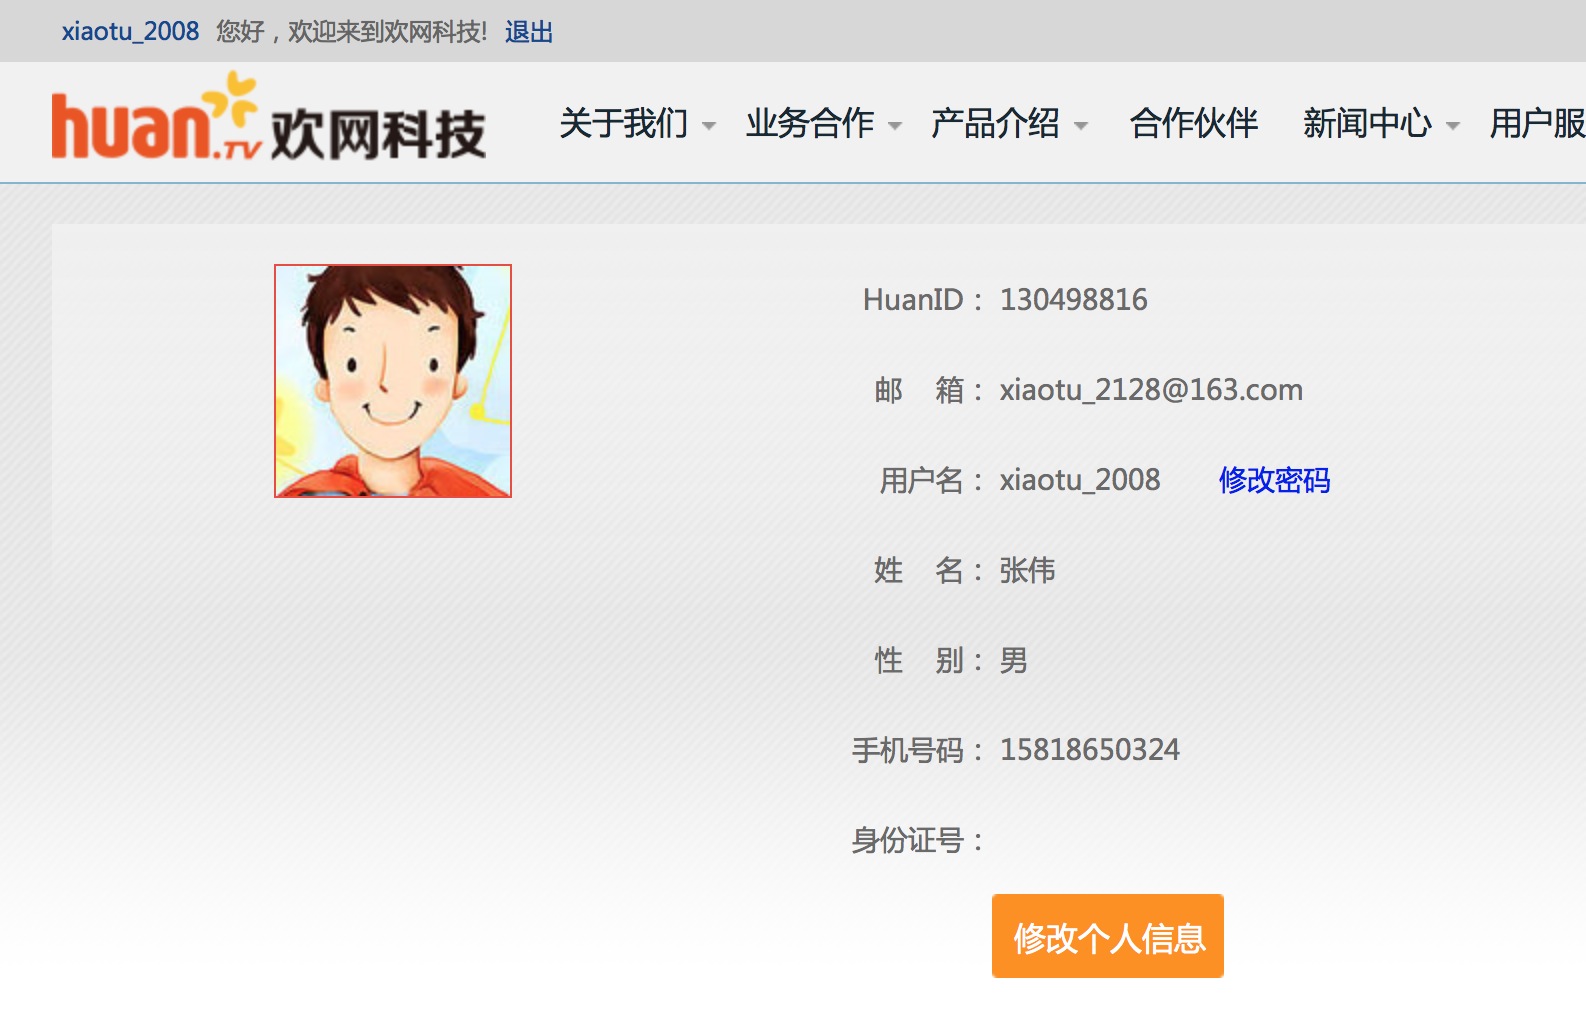 xiaotu_2008 您好，欢迎来到欢网科技! 退出
huan.TV 欢网科技 关于我们 业务合作 产品介绍 合作伙伴 新闻中心 用户服
HuanID： 130498816
邮 箱： xiaotu_2128@163.com
用户名： xiaotu_2008 修改密码
姓 名： 张伟
性 别： 男
手机号码： 15818650324
身份证号：
修改个人信息